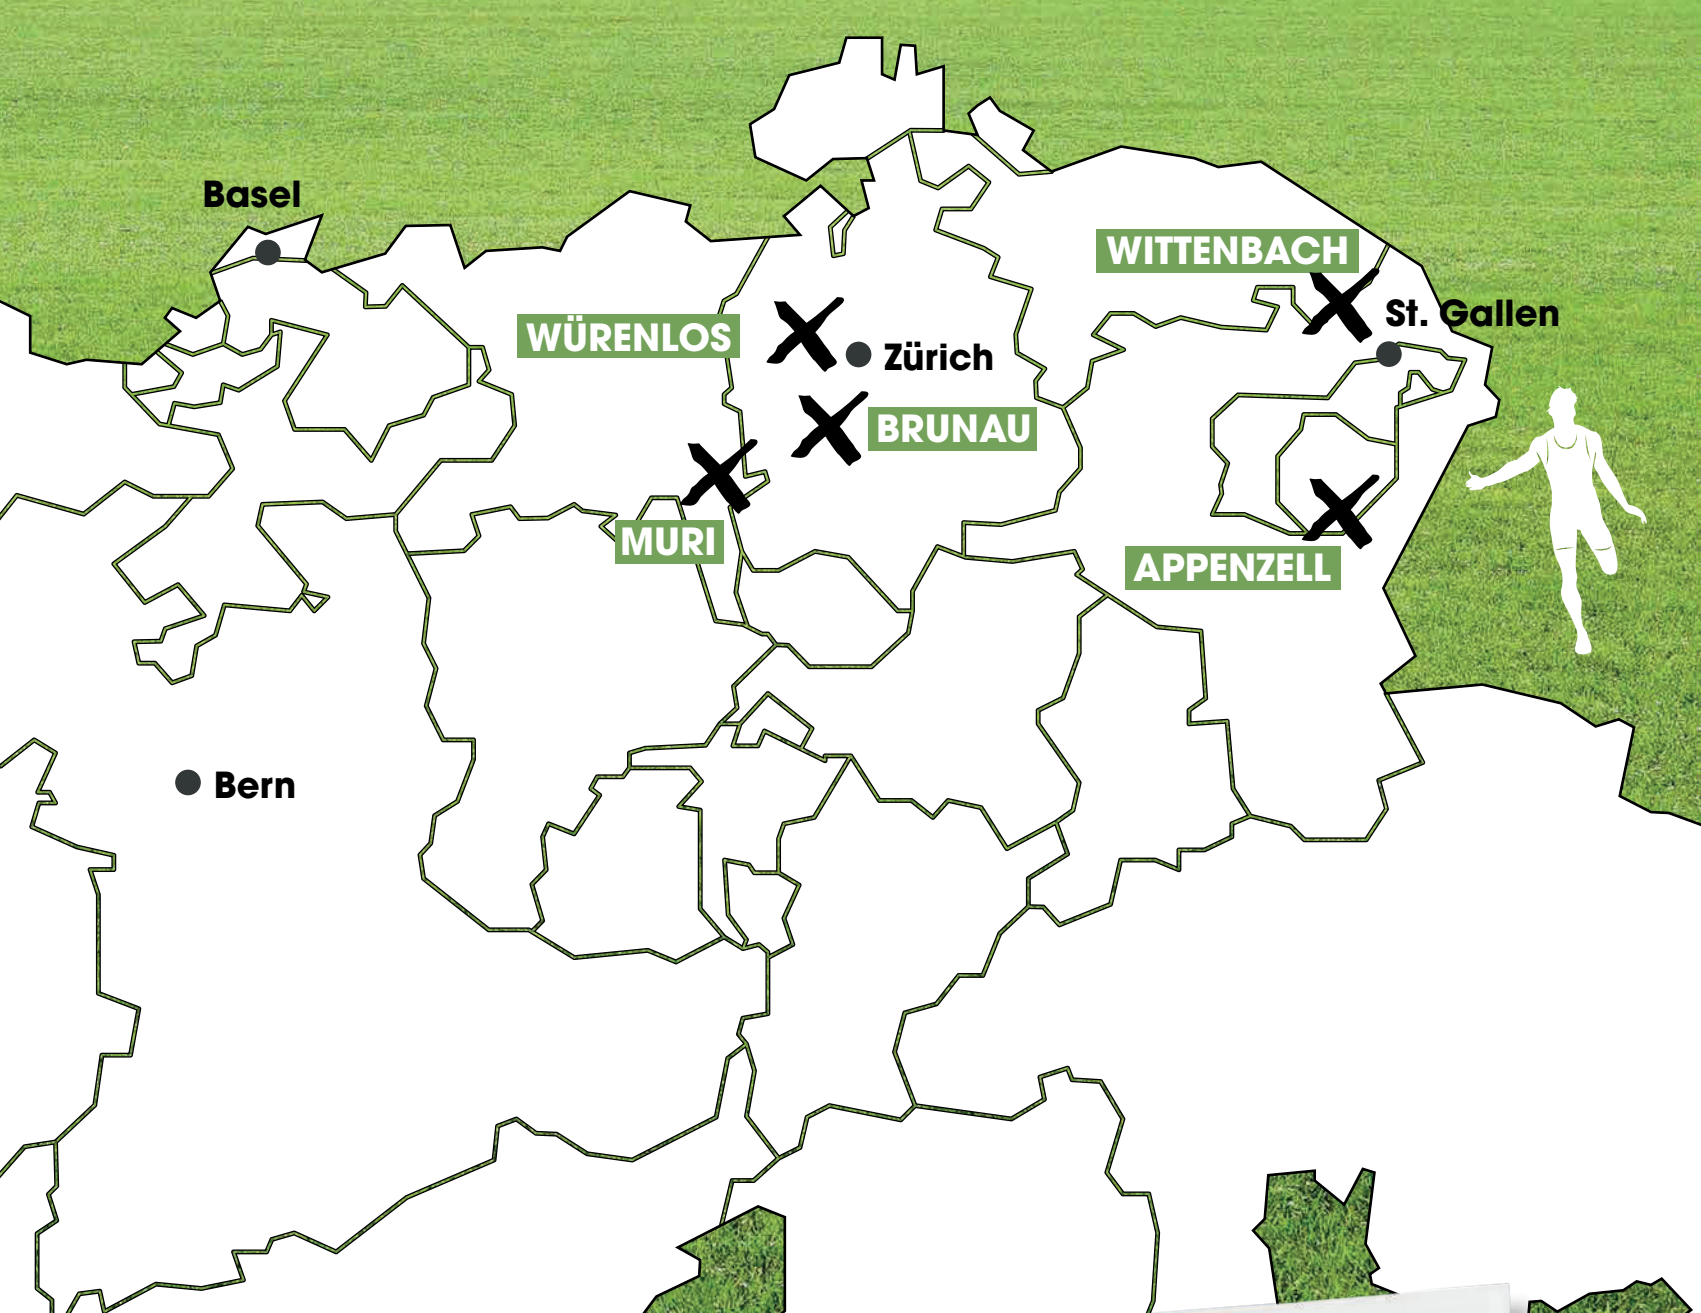 Basel
WITTENBACH
St. Gallen
WÜRENLOS
Zürich
BRUNAU
MURI
APPENZELL
Bern